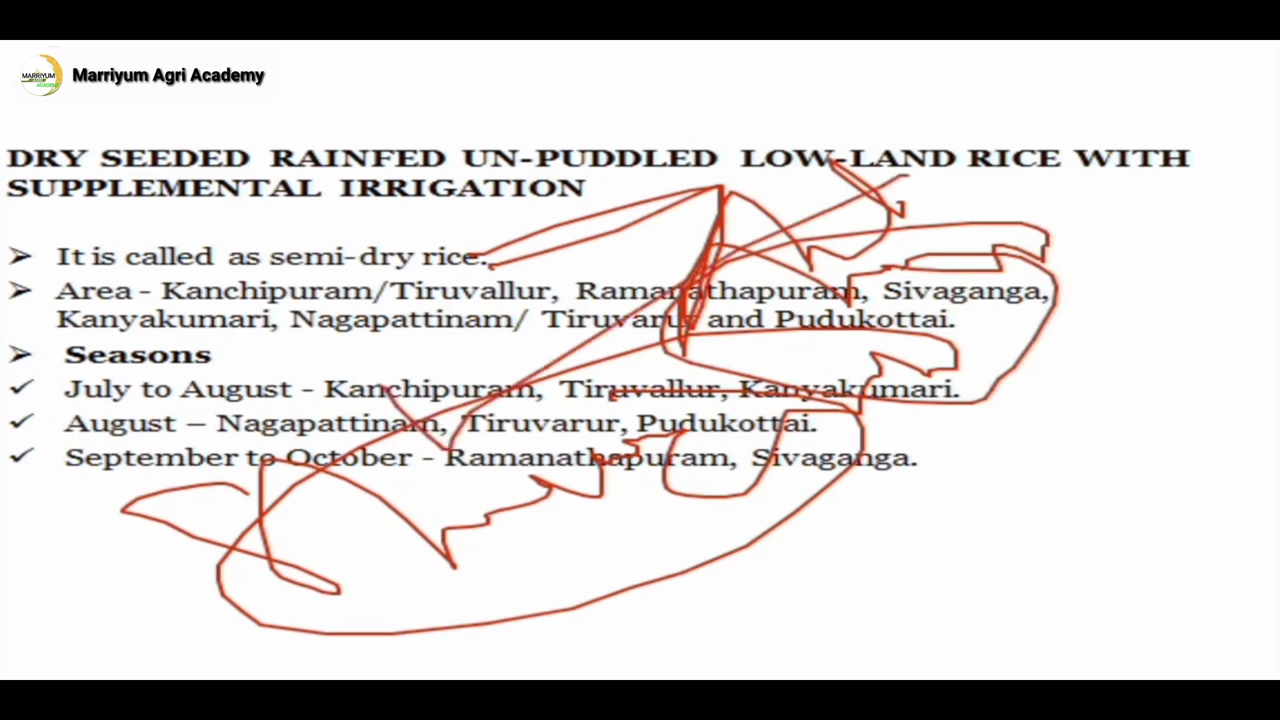 MARRIYUM
ACADEMY
Marriyum Agri Academy
DRY SEEDED RAINFED UN-PUDDLED LOW-LAND RICE WITH
SUPPLEMENTAL IRRIGATION
➢ It is called as semi-dry rice.
➢ Area - Kanchipuram/Tiruvallur, Ramanathapuram, Sivaganga,
Kanyakumari, Nagapattinam/ Tiruvarur and Pudukottai.
➢ Seasons
✓ July to August - Kanchipuram, Tiruvallur, Kanyakumari.
✓ August – Nagapattinam, Tiruvarur, Pudukottai.
✓ September to October - Ramanathapuram, Sivaganga.